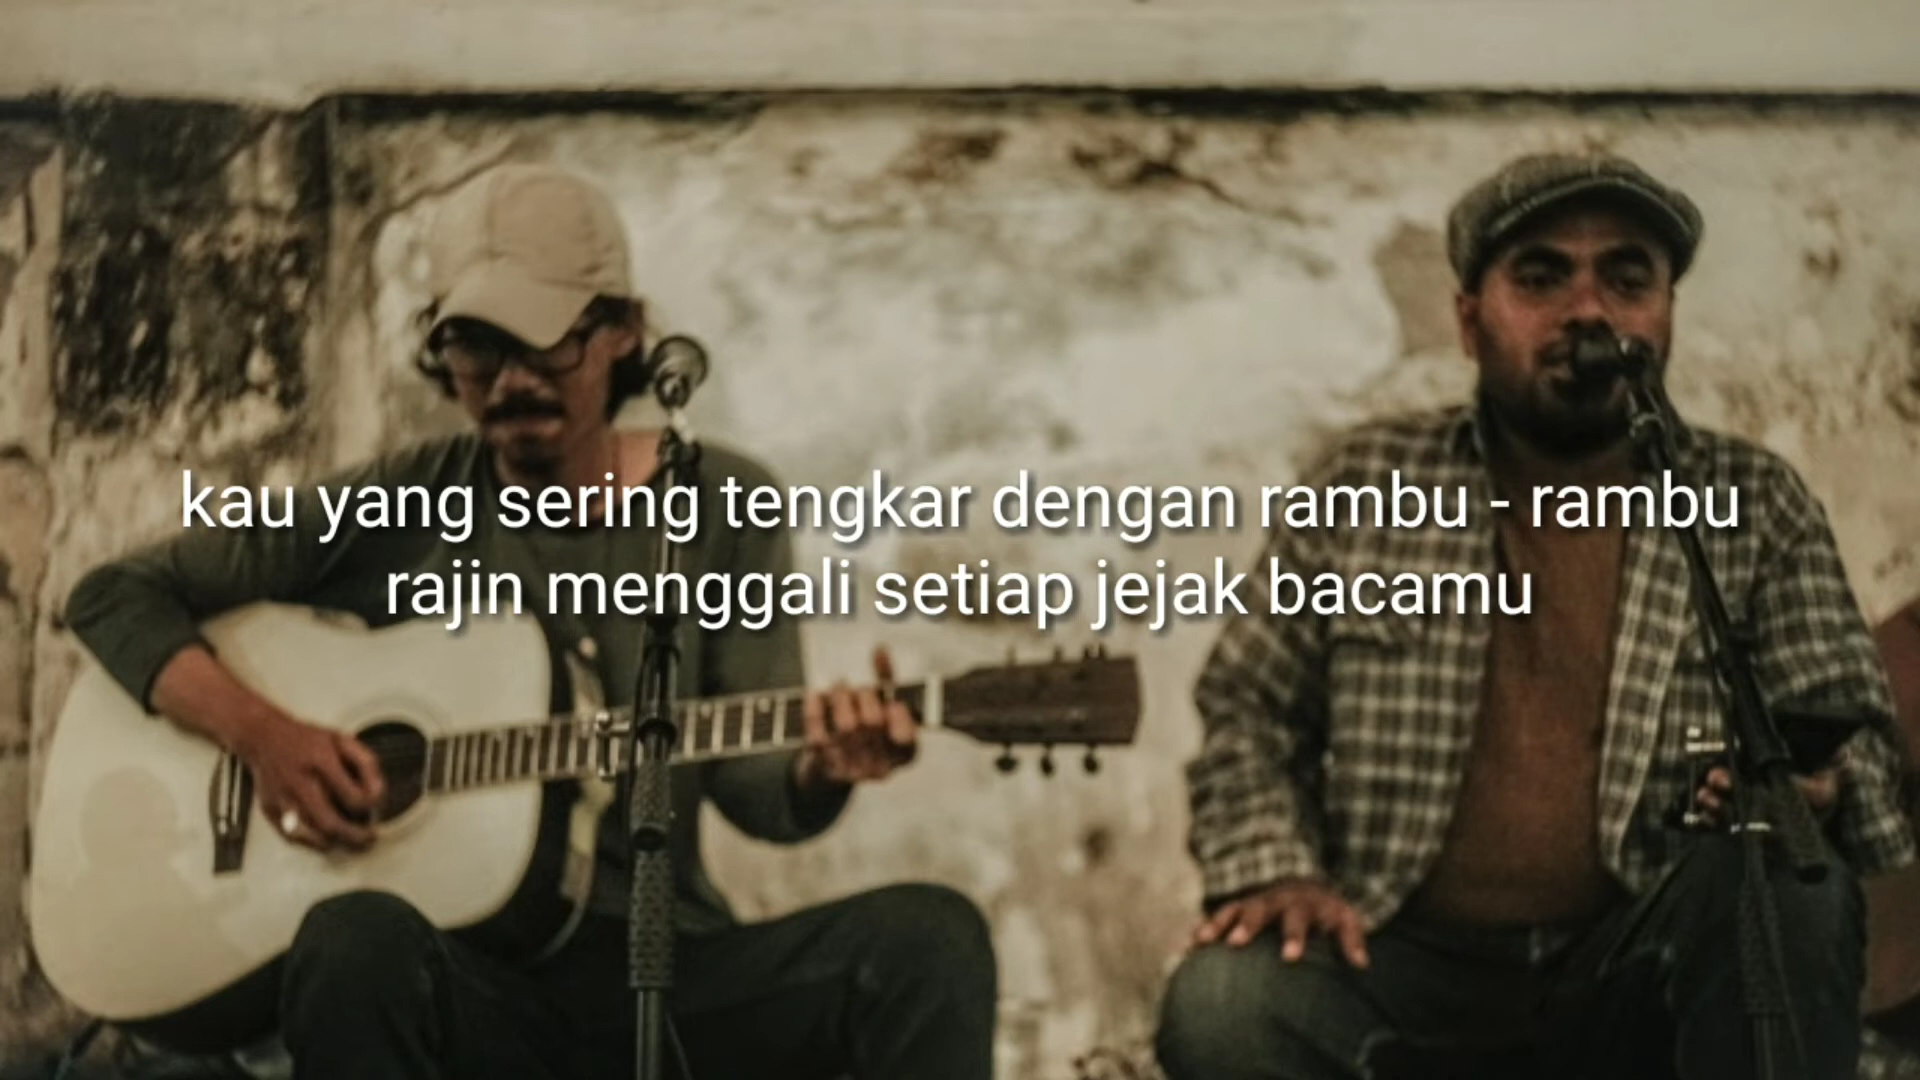 kau yang sering tengkar dengan rambu - rambu
rajin menggali setiap jejak bacamu